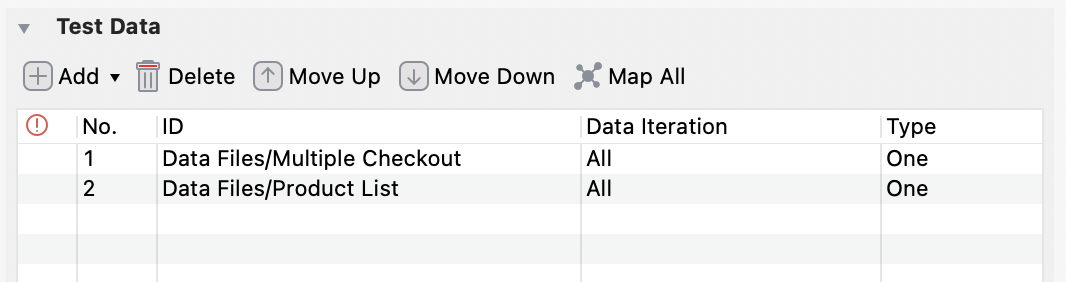 Test Data
Add Delete Move Up Move Down Map All
No. ID Data Iteration Type
1 Data Files/Multiple Checkout All One
2 Data Files/Product List All One